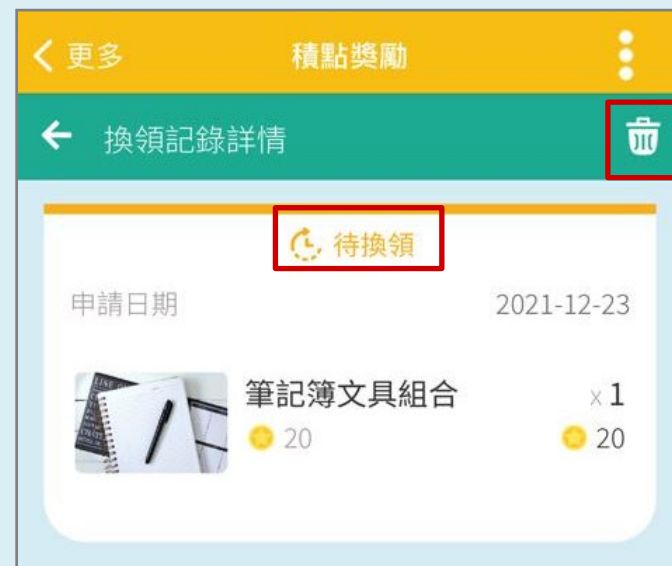 更多 積點獎勵
換領記錄詳情
待換領
申請日期 2021-12-23
筆記簿文具組合 x 1
20 20